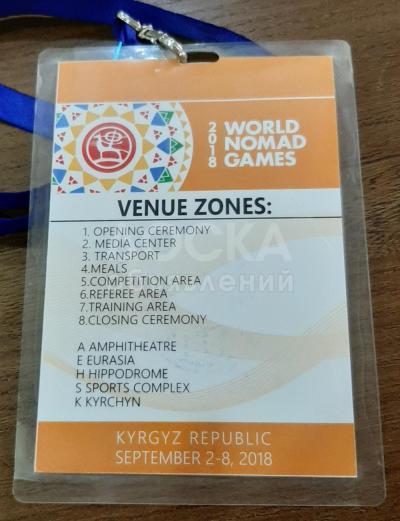 2018
WORLD
NOMAD
GAMES
VENUE ZONES:
1. OPENING CEREMONY
2. MEDIA CENTER
3. TRANSPORT
4.MEALS
5.COMPETITION AREA
6.REFEREE AREA
7.TRAINING AREA
8.CLOSING CEREMONY
A AMPHITHEATRE
E EURASIA
H HIPPODROME
S SPORTS COMPLEX
K KYRCHYN
KYRGYZ REPUBLIC
SEPTEMBER 2-8, 2018